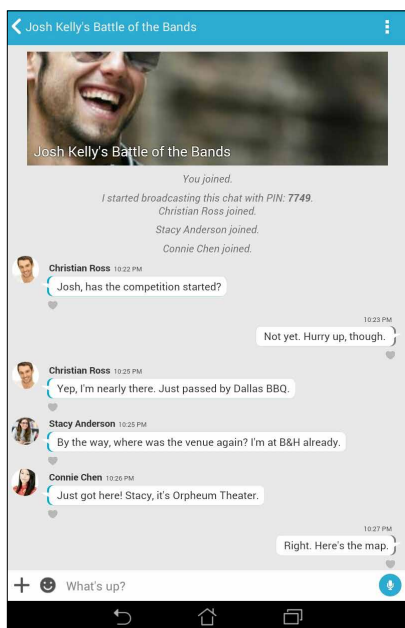 Josh Kelly's Battle of the Bands
Josh Kelly's Battle of the Bands
You joined.
I started broadcasting this chat with PIN: 7749.
Christian Ross joined.
Stacy Anderson joined.
Connie Chen joined.
Christian Ross 10:22 PM
Josh, has the competition started?
10:23 PM
Not yet. Hurry up, though.
Christian Ross 10:25 PM
Yep, I'm nearly there. Just passed by Dallas BBQ.
Stacy Anderson 10:25 PM
By the way, where was the venue again? I'm at B&H already.
Connie Chen 10:26 PM
Just got here! Stacy, it's Orpheum Theater.
10:27 PM
Right. Here's the map.
What's up?